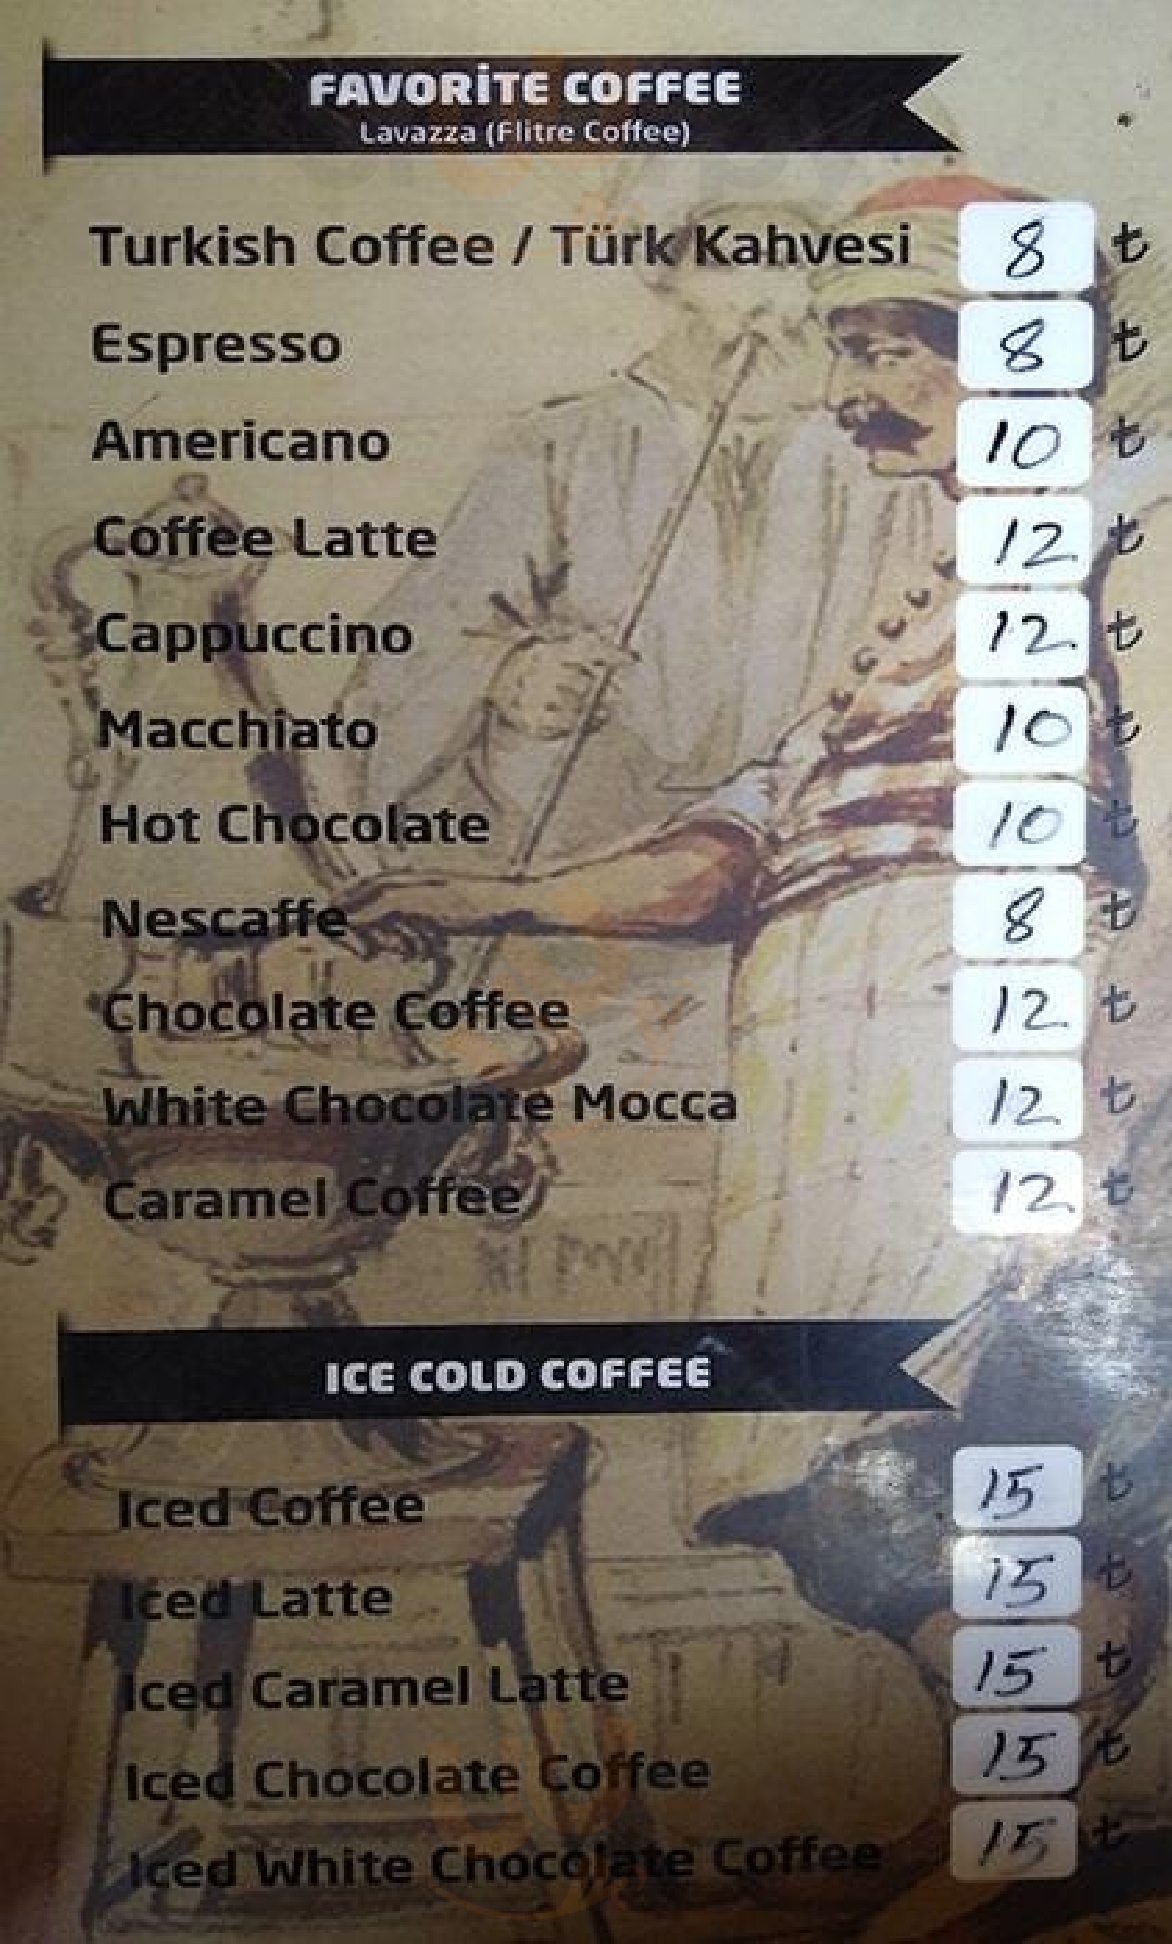 FAVORİTE COFFEE
Lavazza (Flitre Coffee)
Turkish Coffee / Türk Kahvesi 8 ₺
Espresso 8 ₺
Americano 10 ₺
Coffee Latte 12 ₺
Cappuccino 12 ₺
Macchiato 10 ₺
Hot Chocolate 10 ₺
Nescaffe 8 ₺
Chocolate Coffee 12 ₺
White Chocolate Mocca 12 ₺
Caramel Coffee 12 ₺
ICE COLD COFFEE
Iced Coffee 15 ₺
Iced Latte 15 ₺
Iced Caramel Latte 15 ₺
Iced Chocolate Coffee 15 ₺
Iced White Chocolate Coffee 15 ₺